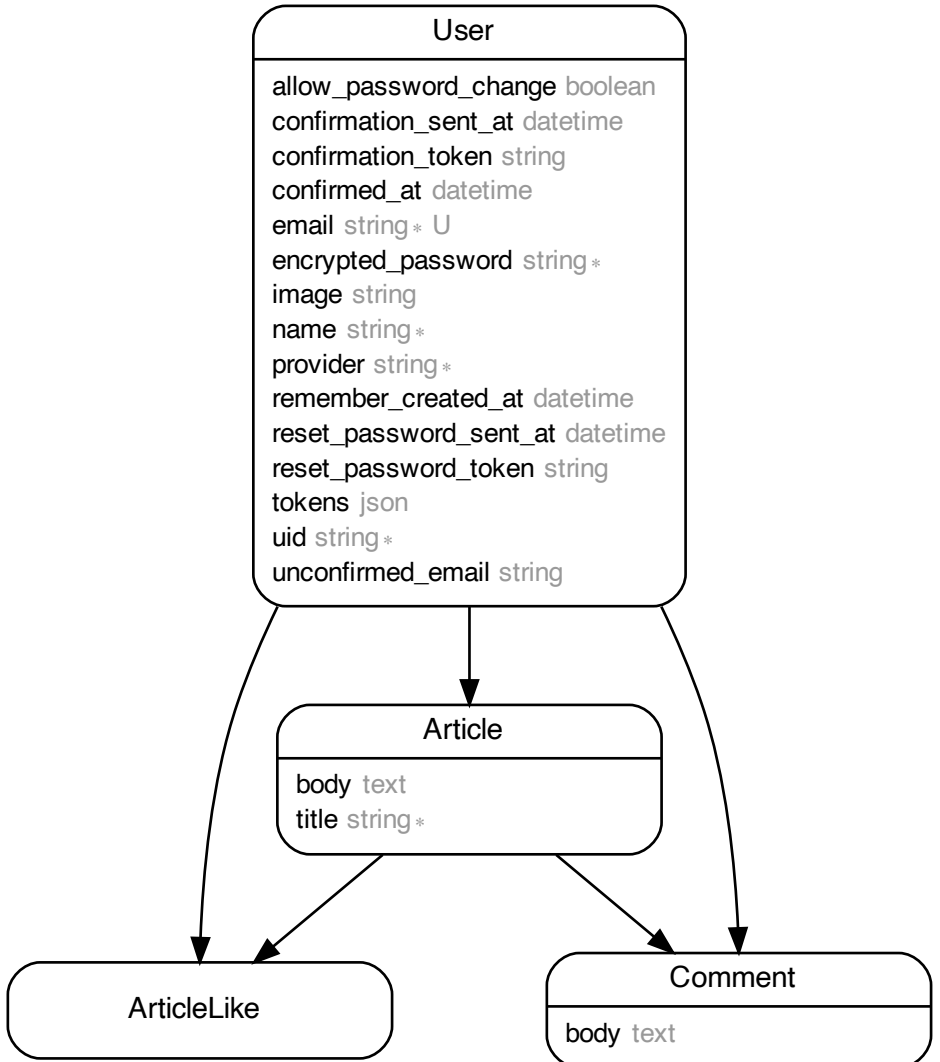 User
allow_password_change boolean
confirmation_sent_at datetime
confirmation_token string
confirmed_at datetime
email string* U
encrypted_password string*
image string
name string*
provider string*
remember_created_at datetime
reset_password_sent_at datetime
reset_password_token string
tokens json
uid string*
unconfirmed_email string
Article
body text
title string*
ArticleLike
Comment
body text